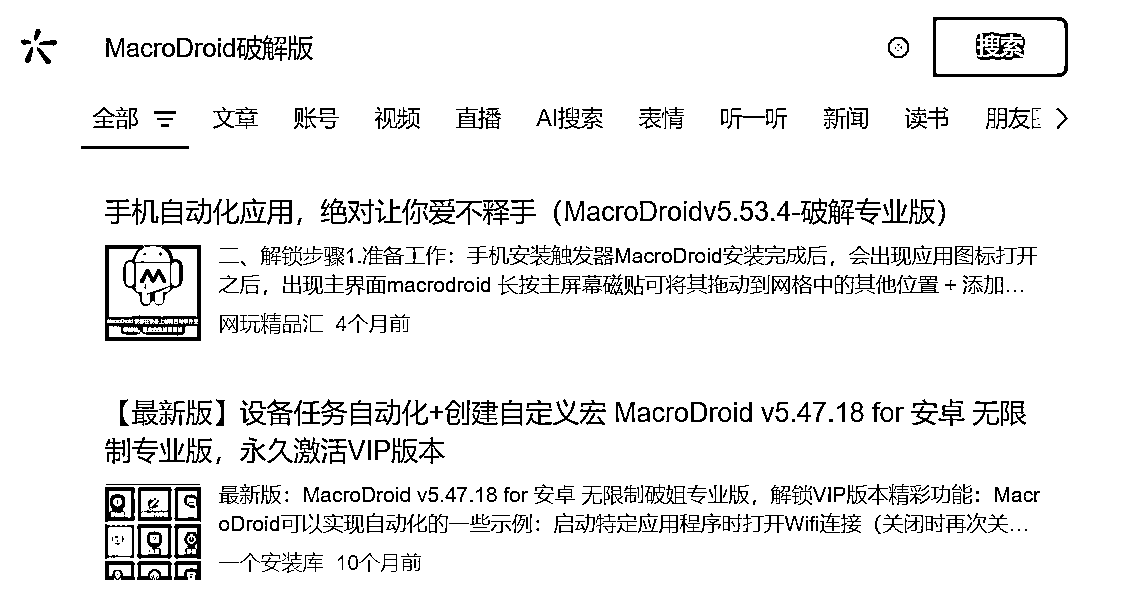 MacroDroid破解版
搜索
全部 文章 账号 视频 直播 AI搜索 表情 听一听 新闻 读书 朋友
手机自动化应用，绝对让你爱不释手（MacroDroidv5.53.4-破解专业版）
二、解锁步骤1.准备工作：手机安装触发器MacroDroid安装完成后，会出现应用图标打开
之后，出现主界面macrodroid 长按主屏幕磁贴可将其拖动到网格中的其他位置 + 添加...
网玩精品汇 4个月前
【最新版】设备任务自动化+创建自定义宏 MacroDroid v5.47.18 for 安卓 无限
制专业版，永久激活VIP版本
最新版：MacroDroid v5.47.18 for 安卓 无限制破姐专业版，解锁VIP版本精彩功能：Macr
oDroid可以实现自动化的一些示例：启动特定应用程序时打开Wifi连接（关闭时再次关...
一个安装库 10个月前